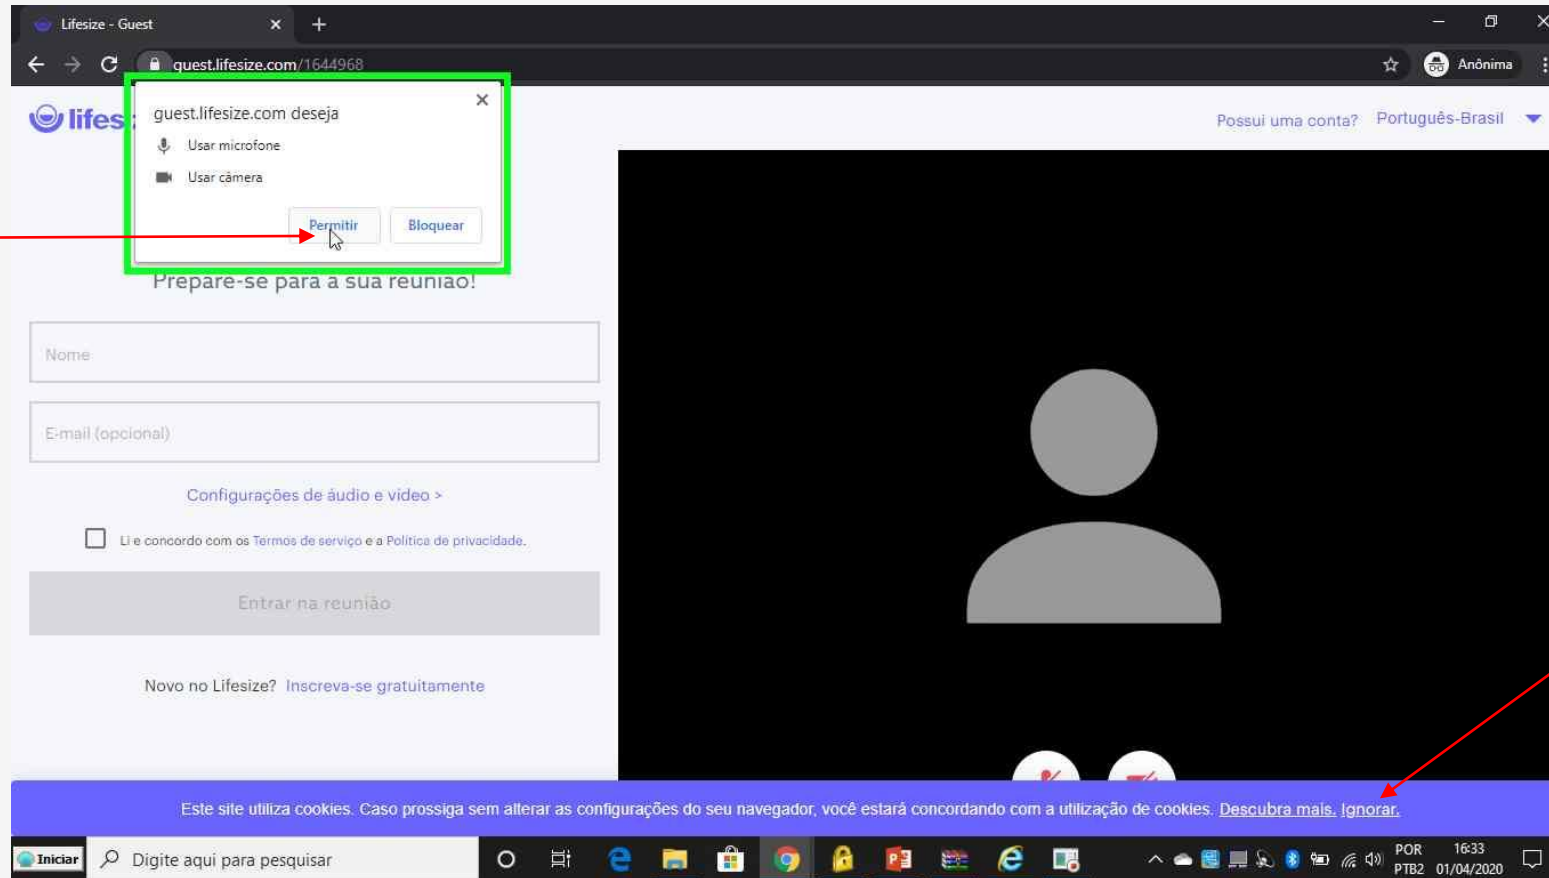 Lifesize - Guest
Anônima
guest.lifesize.com/1644968
lifes
Possui uma conta? Português-Brasil
guest.lifesize.com deseja
Usar microfone
Usar câmera
Permitir Bloquear
Prepare-se para a sua reunião!
Nome
E-mail (opcional)
Configurações de áudio e vídeo >
Li e concordo com os Termos de serviço e a Política de privacidade.
Entrar na reunião
Novo no Lifesize? Inscreva-se gratuitamente
Este site utiliza cookies. Caso prossiga sem alterar as configurações do seu navegador, você estará concordando com a utilização de cookies. Descubra mais. Ignorar.
Iniciar
Digite aqui para pesquisar
POR 16:33
PTB2 01/04/2020